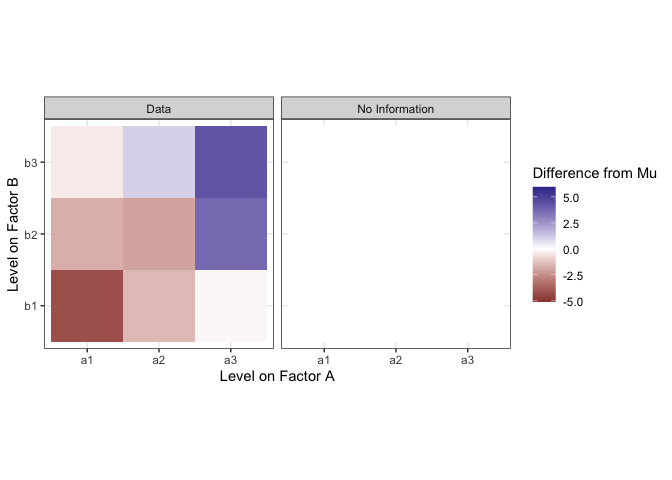 Data
No Information
b3
b2
b1
Level on Factor B
a1
a2
a3
a1
a2
a3
Level on Factor A
Difference from Mu
5.0
2.5
0.0
-2.5
-5.0